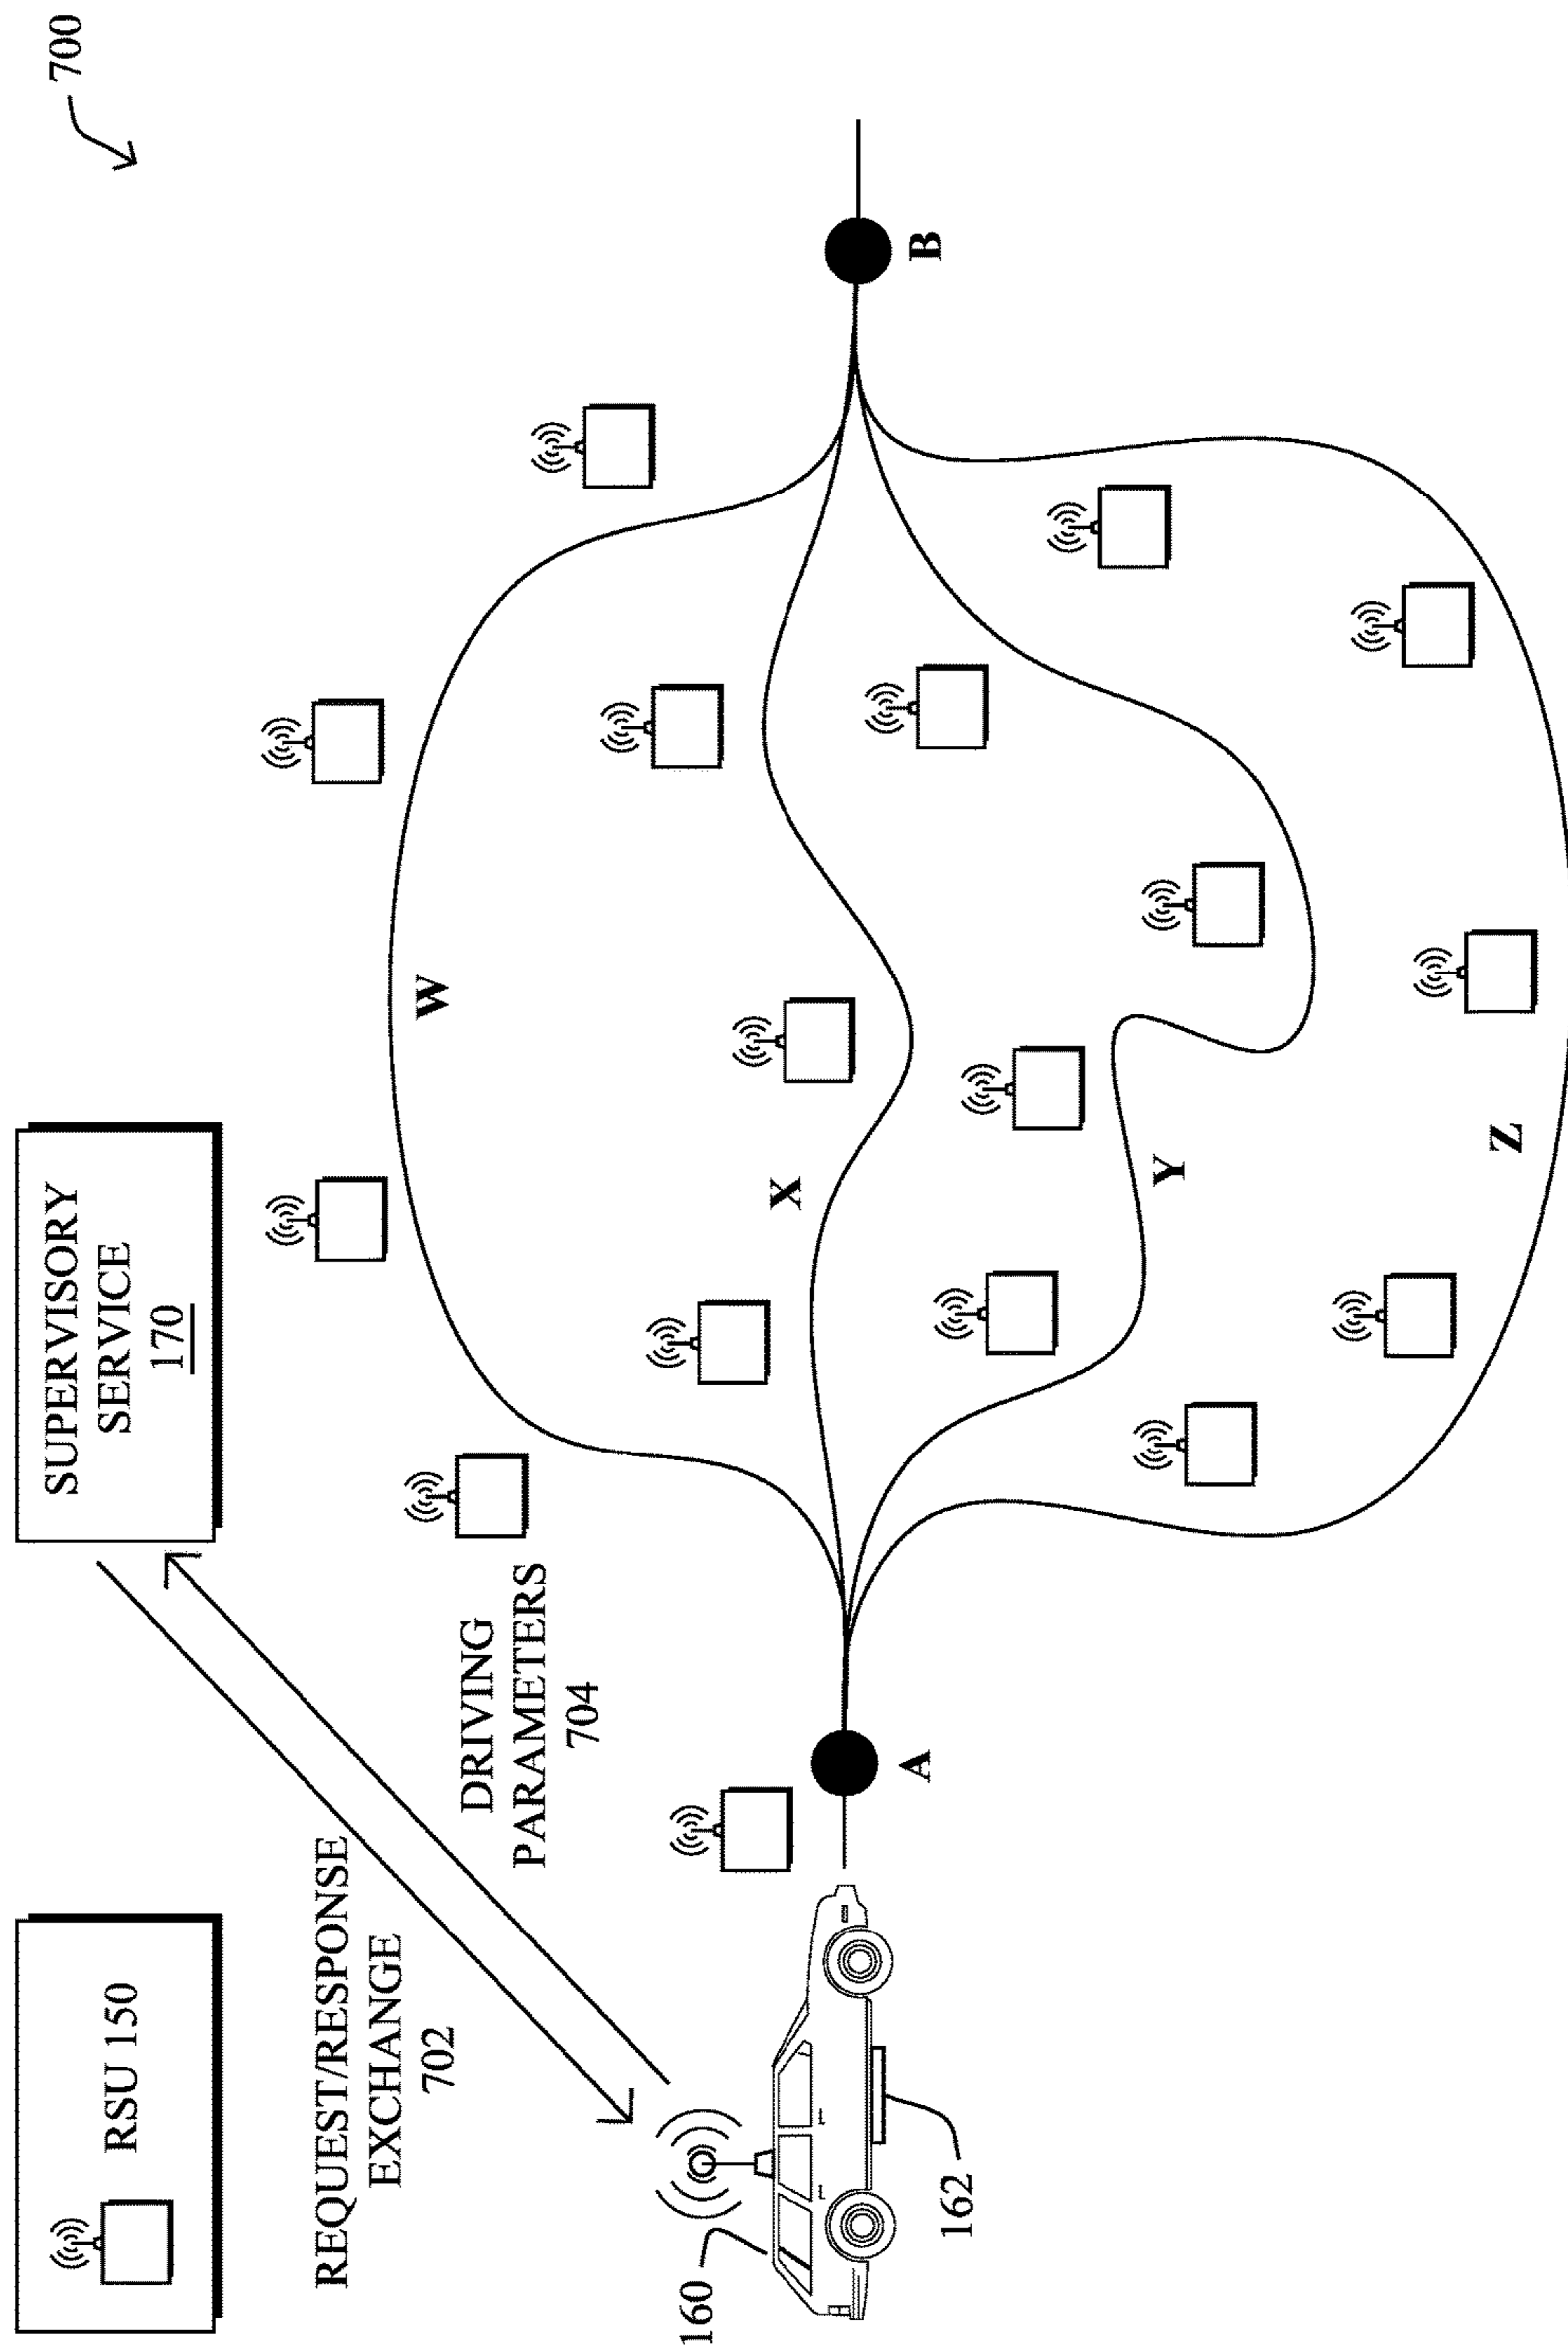 700
RSU 150
SUPERVISORY
SERVICE
170
REQUEST/RESPONSE
EXCHANGE
702
DRIVING
PARAMETERS
704
W
X
Y
Z
A
B
160
162